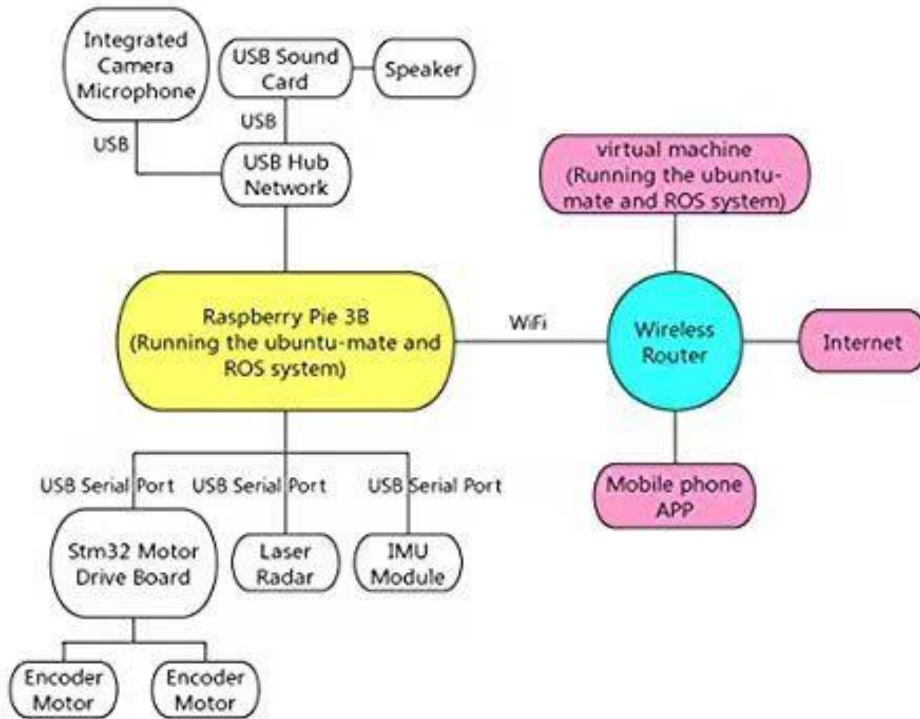 Integrated
Camera
Microphone
USB Sound
Card
Speaker
USB
USB
USB Hub
Network
virtual machine
(Running the ubuntu-
mate and ROS system)
Raspberry Pie 3B
(Running the ubuntu-mate and
ROS system)
WiFi
Wireless
Router
Internet
Mobile phone
APP
USB Serial Port
USB Serial Port
USB Serial Port
Stm32 Motor
Drive Board
Laser
Radar
IMU
Module
Encoder
Motor
Encoder
Motor